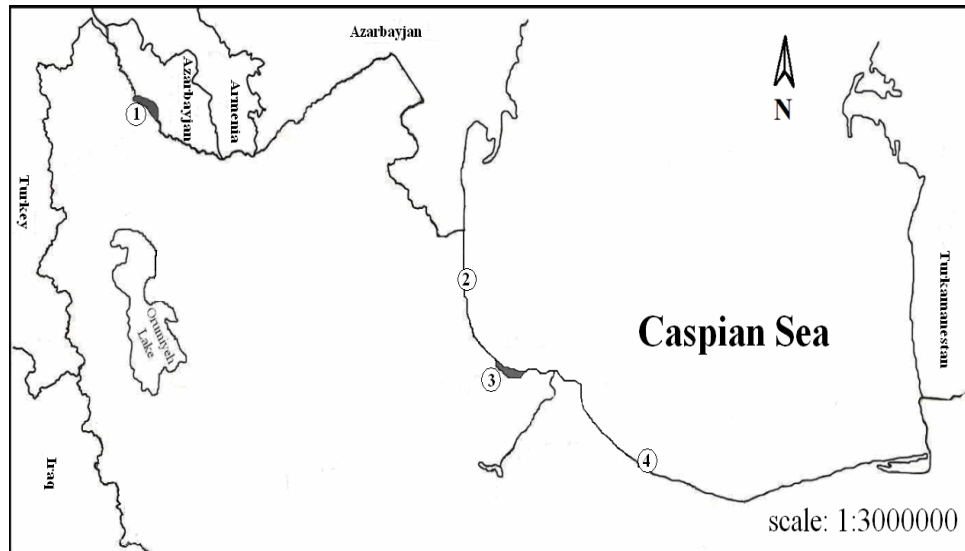 Azarbayjan
Azarbayjan
Armenia
N
1
Turkey
Orumiyeh
Lake
2
Caspian Sea
Turkamanestan
3
Iraq
4
scale: 1:3000000